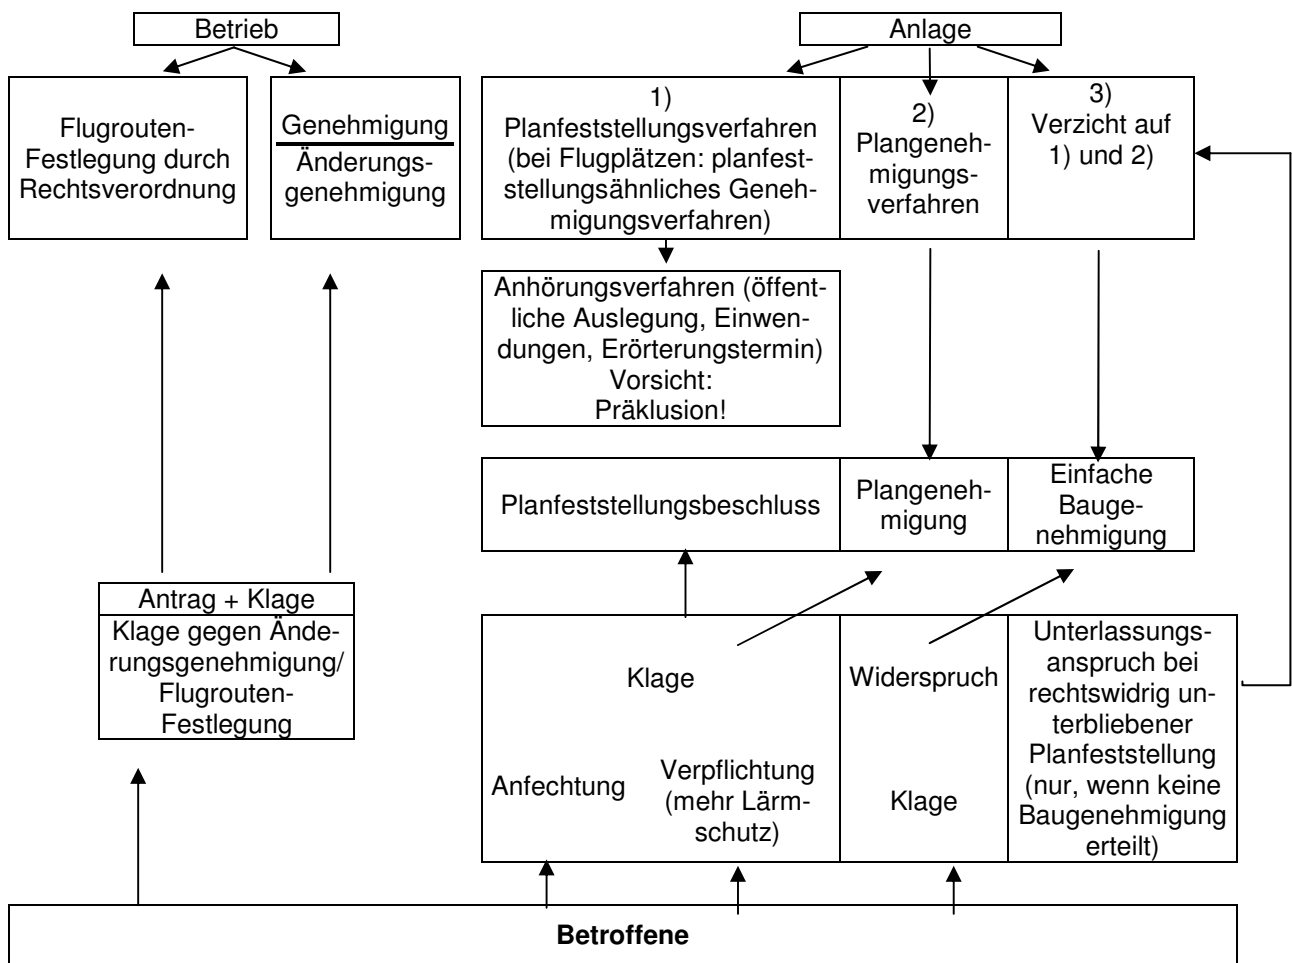 Betrieb
Anlage
Flugrouten-
Festlegung durch
Rechtsverordnung
Genehmigung
Änderungs-
genehmigung
1)
Planfeststellungsverfahren
(bei Flugplätzen: planfest-
stellungsähnliches Geneh-
migungsverfahren)
2)
Plangeneh-
migungs-
verfahren
3)
Verzicht auf
1) und 2)
Anhörungsverfahren (öffent-
liche Auslegung, Einwen-
dungen, Erörterungstermin)
Vorsicht:
Präklusion!
Planfeststellungsbeschluss
Plangeneh-
migung
Einfache
Bauge-
nehmigung
Antrag + Klage
Klage gegen Ände-
rungsgenehmigung/
Flugrouten-
Festlegung
Klage
Anfechtung
Verpflichtung
(mehr Lärm-
schutz)
Widerspruch
Klage
Unterlassungs-
anspruch bei
rechtswidrig un-
terbliebener
Planfeststellung
(nur, wenn keine
Baugenehmigung
erteilt)
Betroffene